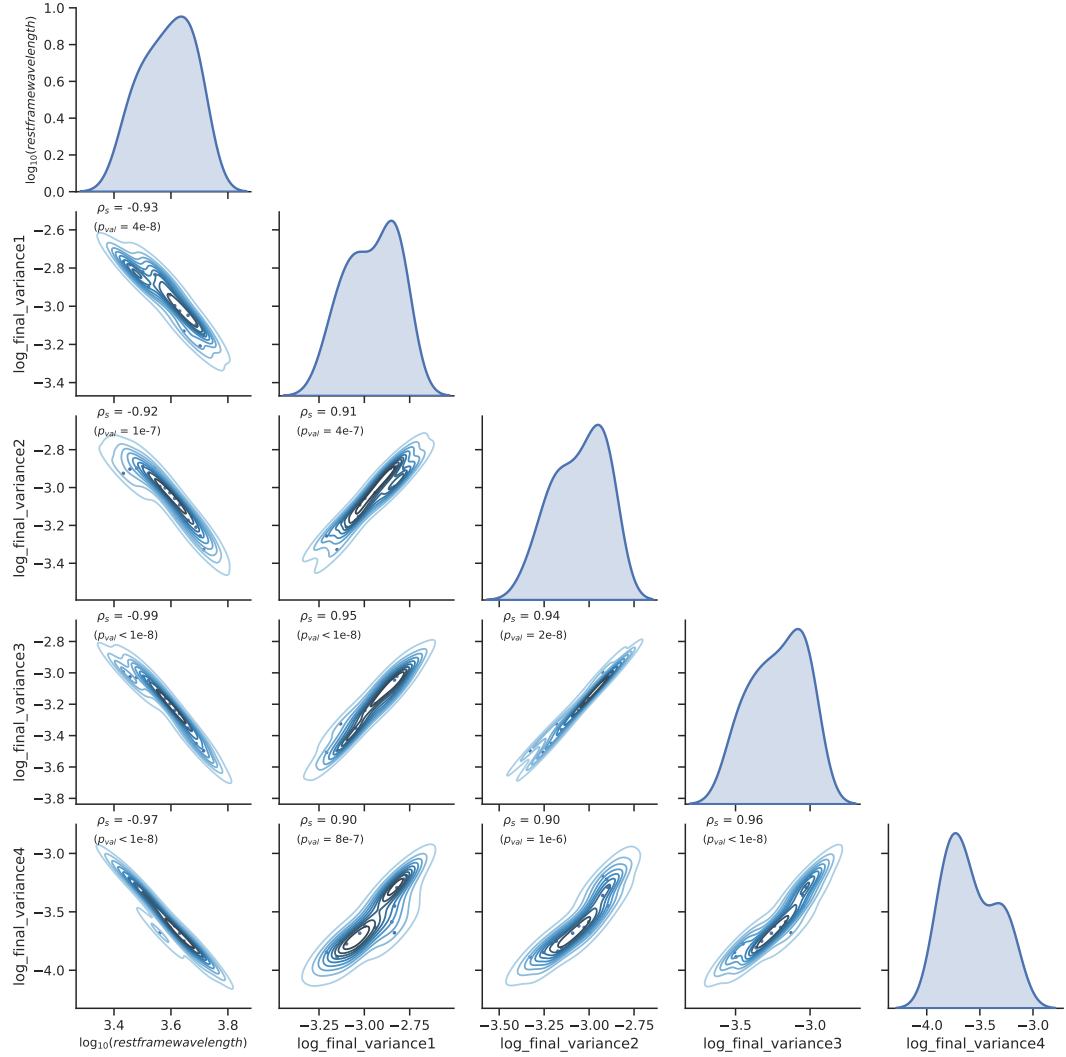 1.0
0.8
0.6
0.4
0.2
0.0
log₁₀(restframewavelength)
ρₛ = -0.93
(pᵥₐₗ = 4e-8)
−2.6
−2.8
−3.0
−3.2
−3.4
log_final_variance1
ρₛ = -0.92
(pᵥₐₗ = 1e-7)
ρₛ = 0.91
(pᵥₐₗ = 4e-7)
−2.8
−3.0
−3.2
−3.4
log_final_variance2
ρₛ = -0.99
(pᵥₐₗ < 1e-8)
ρₛ = 0.95
(pᵥₐₗ < 1e-8)
ρₛ = 0.94
(pᵥₐₗ = 2e-8)
−2.8
−3.0
−3.2
−3.4
−3.6
−3.8
log_final_variance3
ρₛ = -0.97
(pᵥₐₗ < 1e-8)
ρₛ = 0.90
(pᵥₐₗ = 8e-7)
ρₛ = 0.90
(pᵥₐₗ = 1e-6)
ρₛ = 0.96
(pᵥₐₗ < 1e-8)
−3.0
−3.5
−4.0
log_final_variance4
3.4 3.6 3.8
log₁₀(restframewavelength)
−3.25 −3.00 −2.75
log_final_variance1
−3.50 −3.25 −3.00 −2.75
log_final_variance2
−3.5 −3.0
log_final_variance3
−4.0 −3.5 −3.0
log_final_variance4